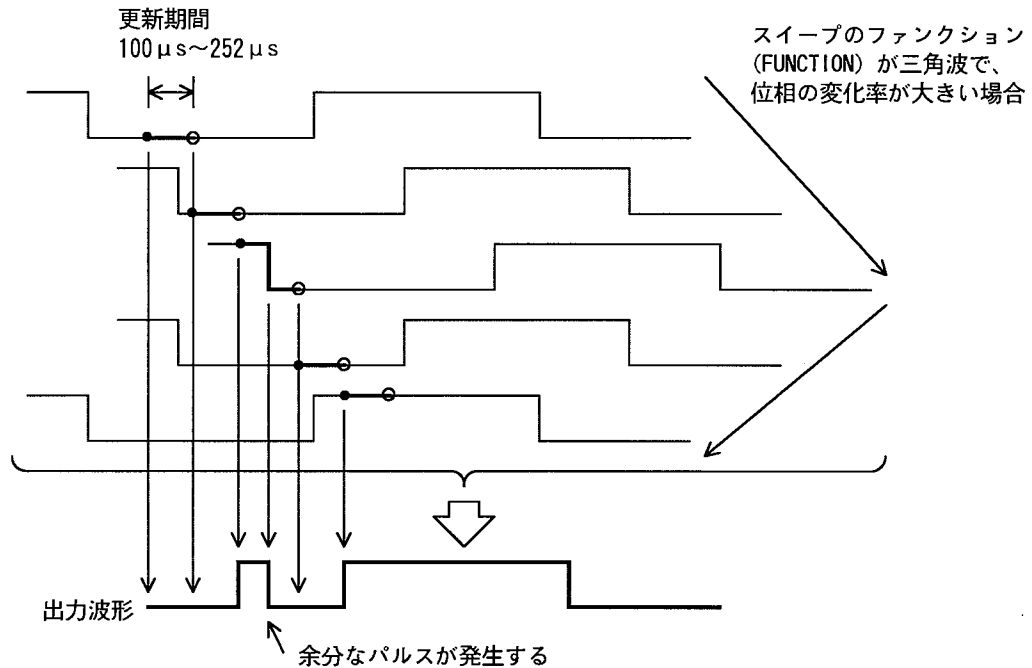 更新期間
100μs～252μs
スイープのファンクション
(FUNCTION) が三角波で、
位相の変化率が大きい場合
出力波形
余分なパルスが発生する